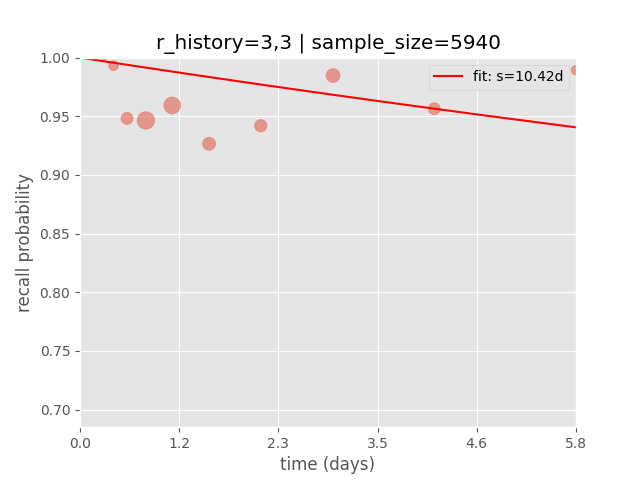 r_history=3,3 | sample_size=5940
fit: s=10.42d
recall probability
1.00
0.95
0.90
0.85
0.80
0.75
0.70
0.0 1.2 2.3 3.5 4.6 5.8
time (days)